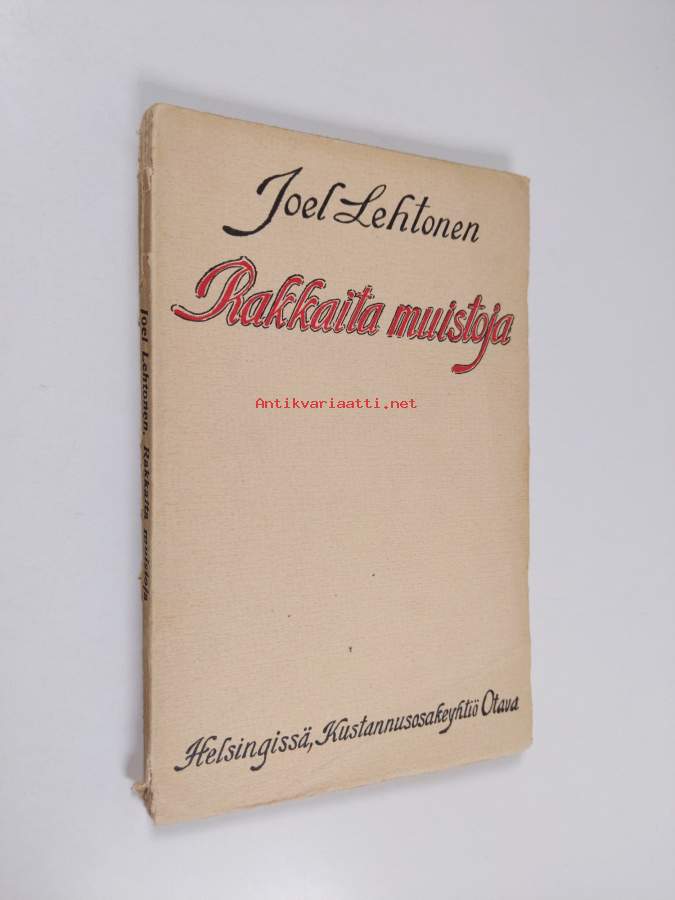 Joel Lehtonen
Rakkaita muistoja
Antikvariaatti.net
Helsingissä, Kustannusosakeyhtiö Otava
Joel Lehtonen. Rakkaita muistoja